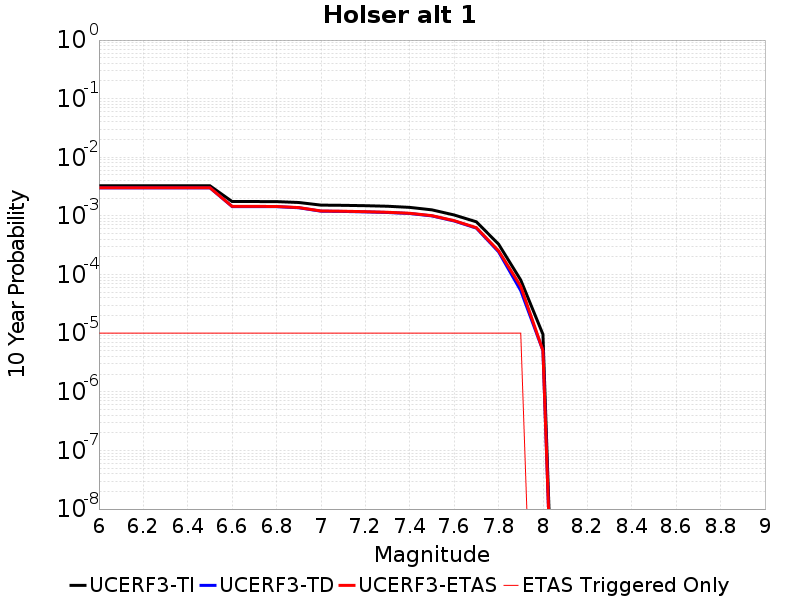 Holser alt 1
10^0
10^-1
10^-2
10^-3
10^-4
10^-5
10^-6
10^-7
10^-8
10 Year Probability
6 6.2 6.4 6.6 6.8 7 7.2 7.4 7.6 7.8 8 8.2 8.4 8.6 8.8 9
Magnitude
UCERF3-TI UCERF3-TD UCERF3-ETAS ETAS Triggered Only